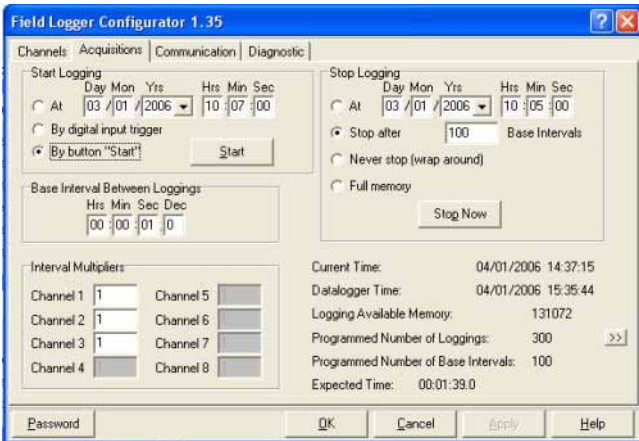 Field Logger Configurator 1.35
Channels Acquisitions Communication Diagnostic
Start Logging
Day Mon Yrs Hrs Min Sec
At 03 / 01 / 2006 10 : 07 : 00
By digital input trigger
By button "Start" Start
Stop Logging
Day Mon Yrs Hrs Min Sec
At 03 / 01 / 2006 10 : 05 : 00
Stop after 100 Base Intervals
Never stop (wrap around)
Full memory
Stop Now
Base Interval Between Loggings
Hrs Min Sec Dec
00 : 00 : 01 . 0
Interval Multipliers
Channel 1 1 Channel 5
Channel 2 1 Channel 6
Channel 3 1 Channel 7
Channel 4 Channel 8
Current Time: 04/01/2006 14:37:15
Datalogger Time: 04/01/2006 15:35:44
Logging Available Memory: 131072
Programmed Number of Loggings: 300 >>
Programmed Number of Base Intervals: 100
Expected Time: 00:01:39.0
Password OK Cancel Apply Help